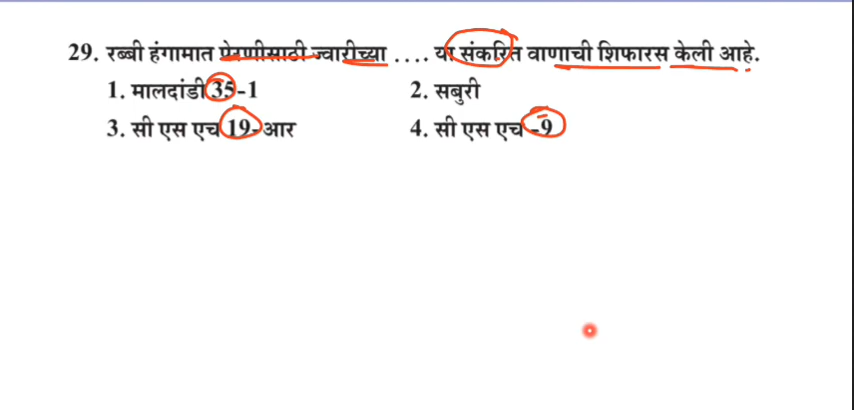 29. रब्बी हंगामात पेरणीसाठी ज्वारीच्या .... या संकरित वाणाची शिफारस केली आहे.
1. मालदांडी 35-1 2. सबुरी
3. सी एस एच 19-आर 4. सी एस एच -9